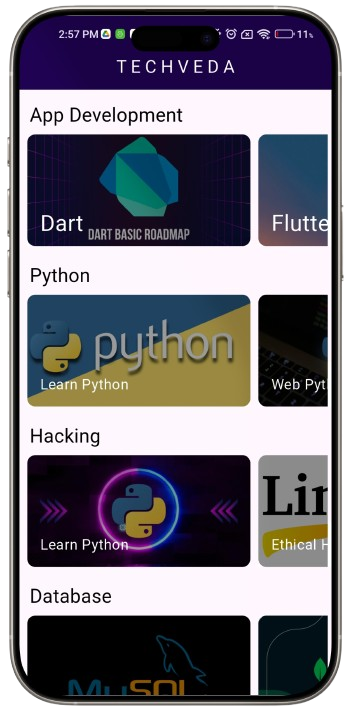 2:57 PM
11%
TECHVEDA
App Development
Dart
DART BASIC ROADMAP
Flutte
Python
python
Learn Python
Web Pyt
Hacking
Learn Python
Lin
Ethical H
Database
MySQL